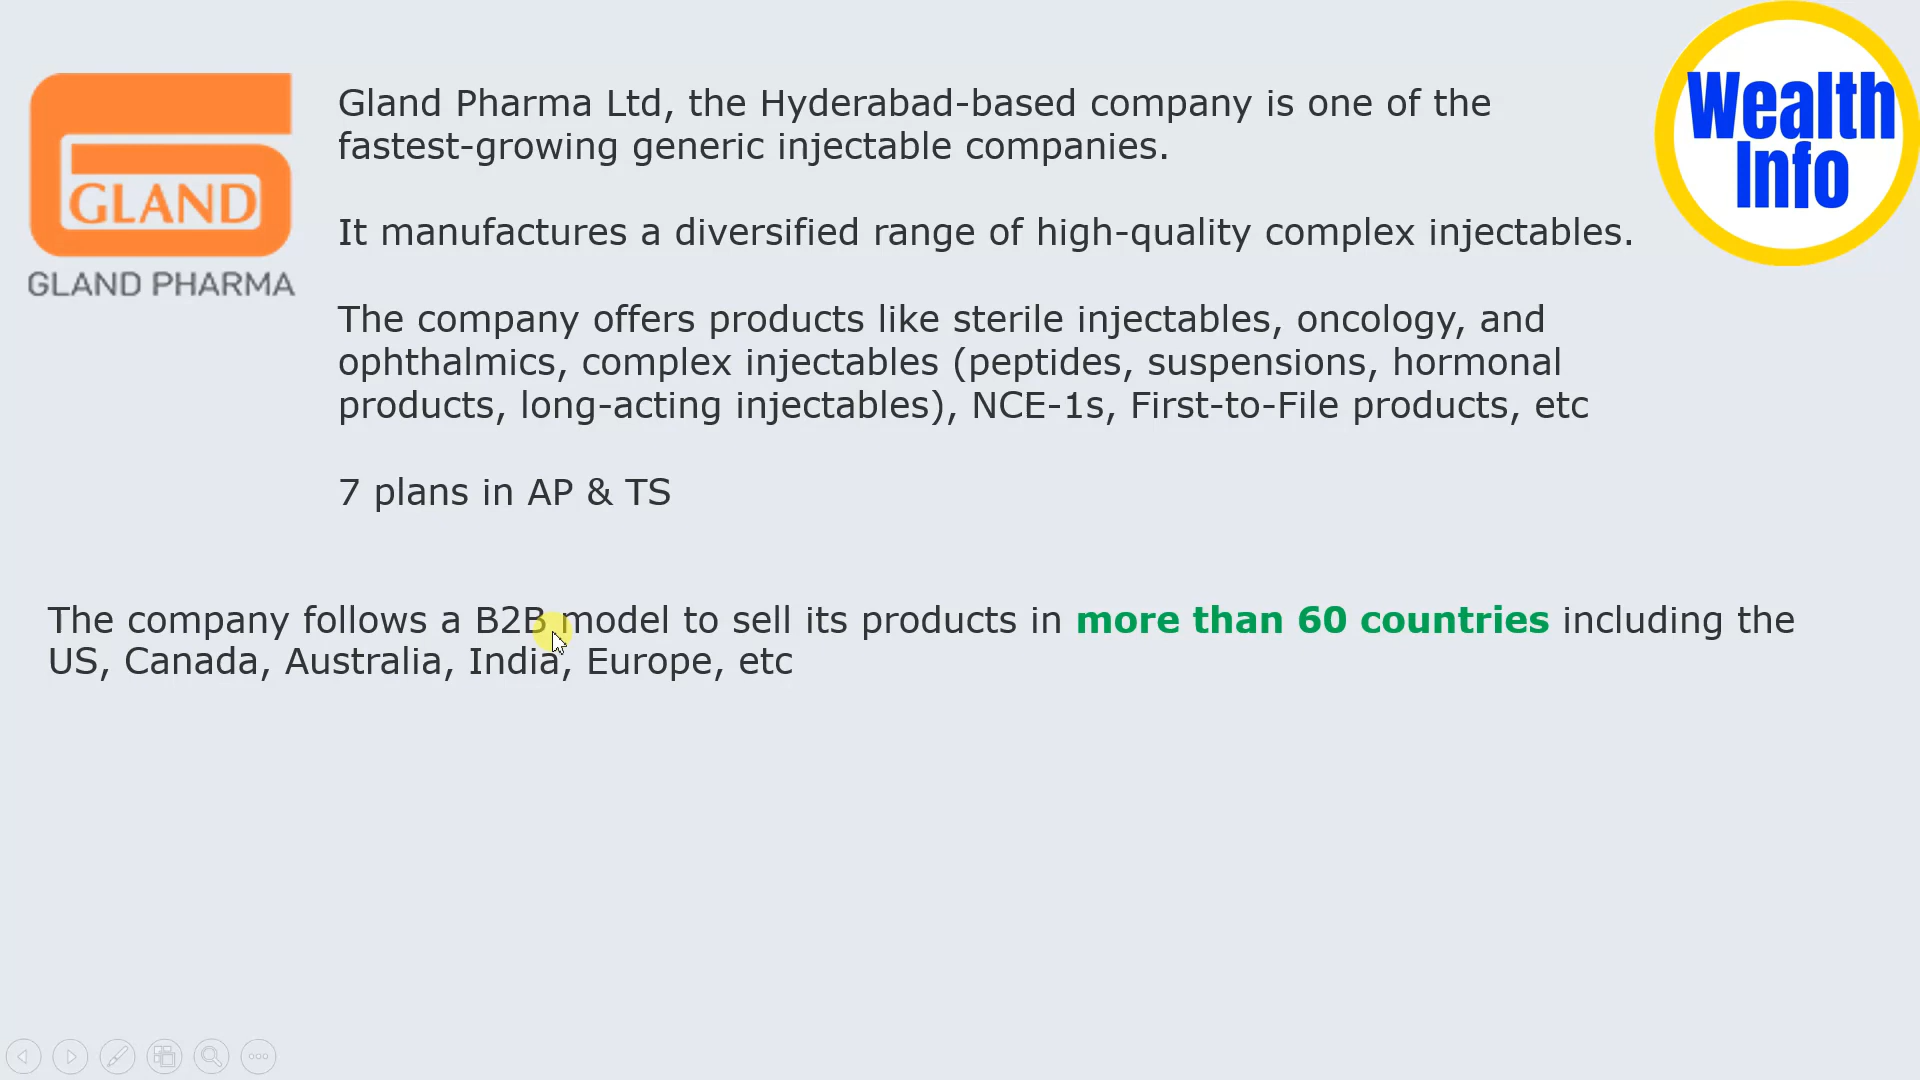 GLAND
GLAND PHARMA
Gland Pharma Ltd, the Hyderabad-based company is one of the
fastest-growing generic injectable companies.
It manufactures a diversified range of high-quality complex injectables.
The company offers products like sterile injectables, oncology, and
ophthalmics, complex injectables (peptides, suspensions, hormonal
products, long-acting injectables), NCE-1s, First-to-File products, etc
7 plans in AP & TS
Wealth
Info
The company follows a B2B model to sell its products in more than 60 countries including the
US, Canada, Australia, India, Europe, etc